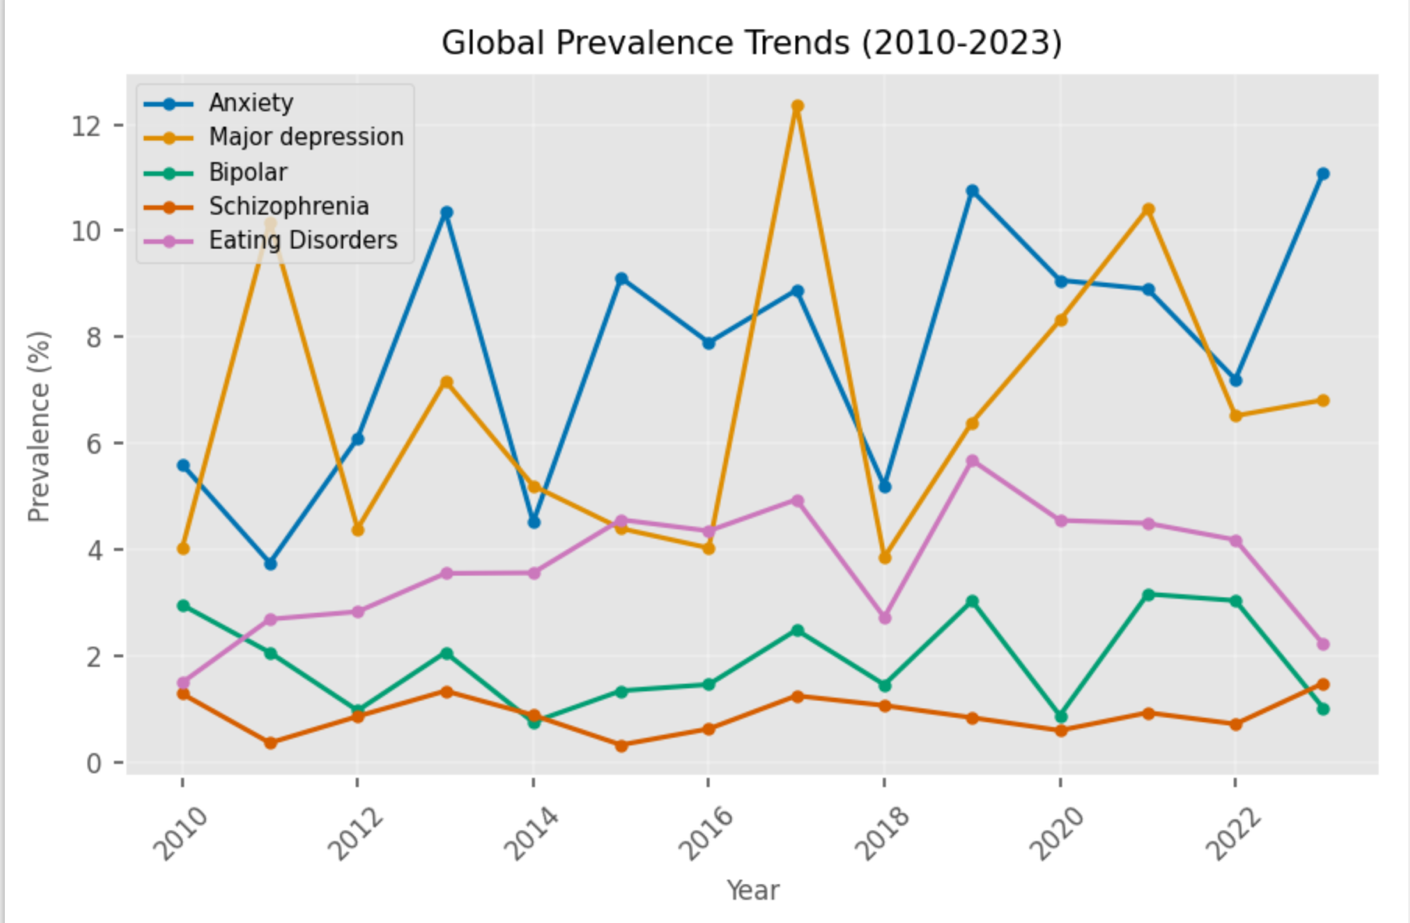 Global Prevalence Trends (2010-2023)
Anxiety
Major depression
Bipolar
Schizophrenia
Eating Disorders
12
10
8
6
4
2
0
Prevalence (%)
2010
2012
2014
2016
2018
2020
2022
Year